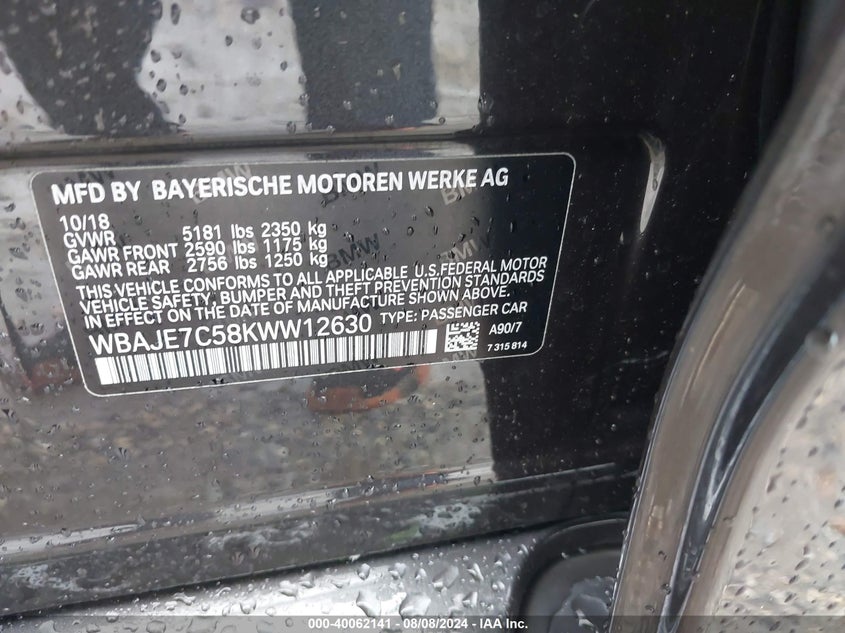 MFD BY BAYERISCHE MOTOREN WERKE AG
10/18
GVWR 5181 lbs 2350 kg
GAWR FRONT 2590 lbs 1175 kg
GAWR REAR 2756 lbs 1250 kg
THIS VEHICLE CONFORMS TO ALL APPLICABLE U.S.FEDERAL MOTOR
VEHICLE SAFETY, BUMPER AND THEFT PREVENTION STANDARDS
IN EFFECT ON THE DATE OF MANUFACTURE SHOWN ABOVE.
WBAJE7C58KWW12630 TYPE: PASSENGER CAR
A90/7
7 315 814
000-40062141 - 08/08/2024 - IAA Inc.